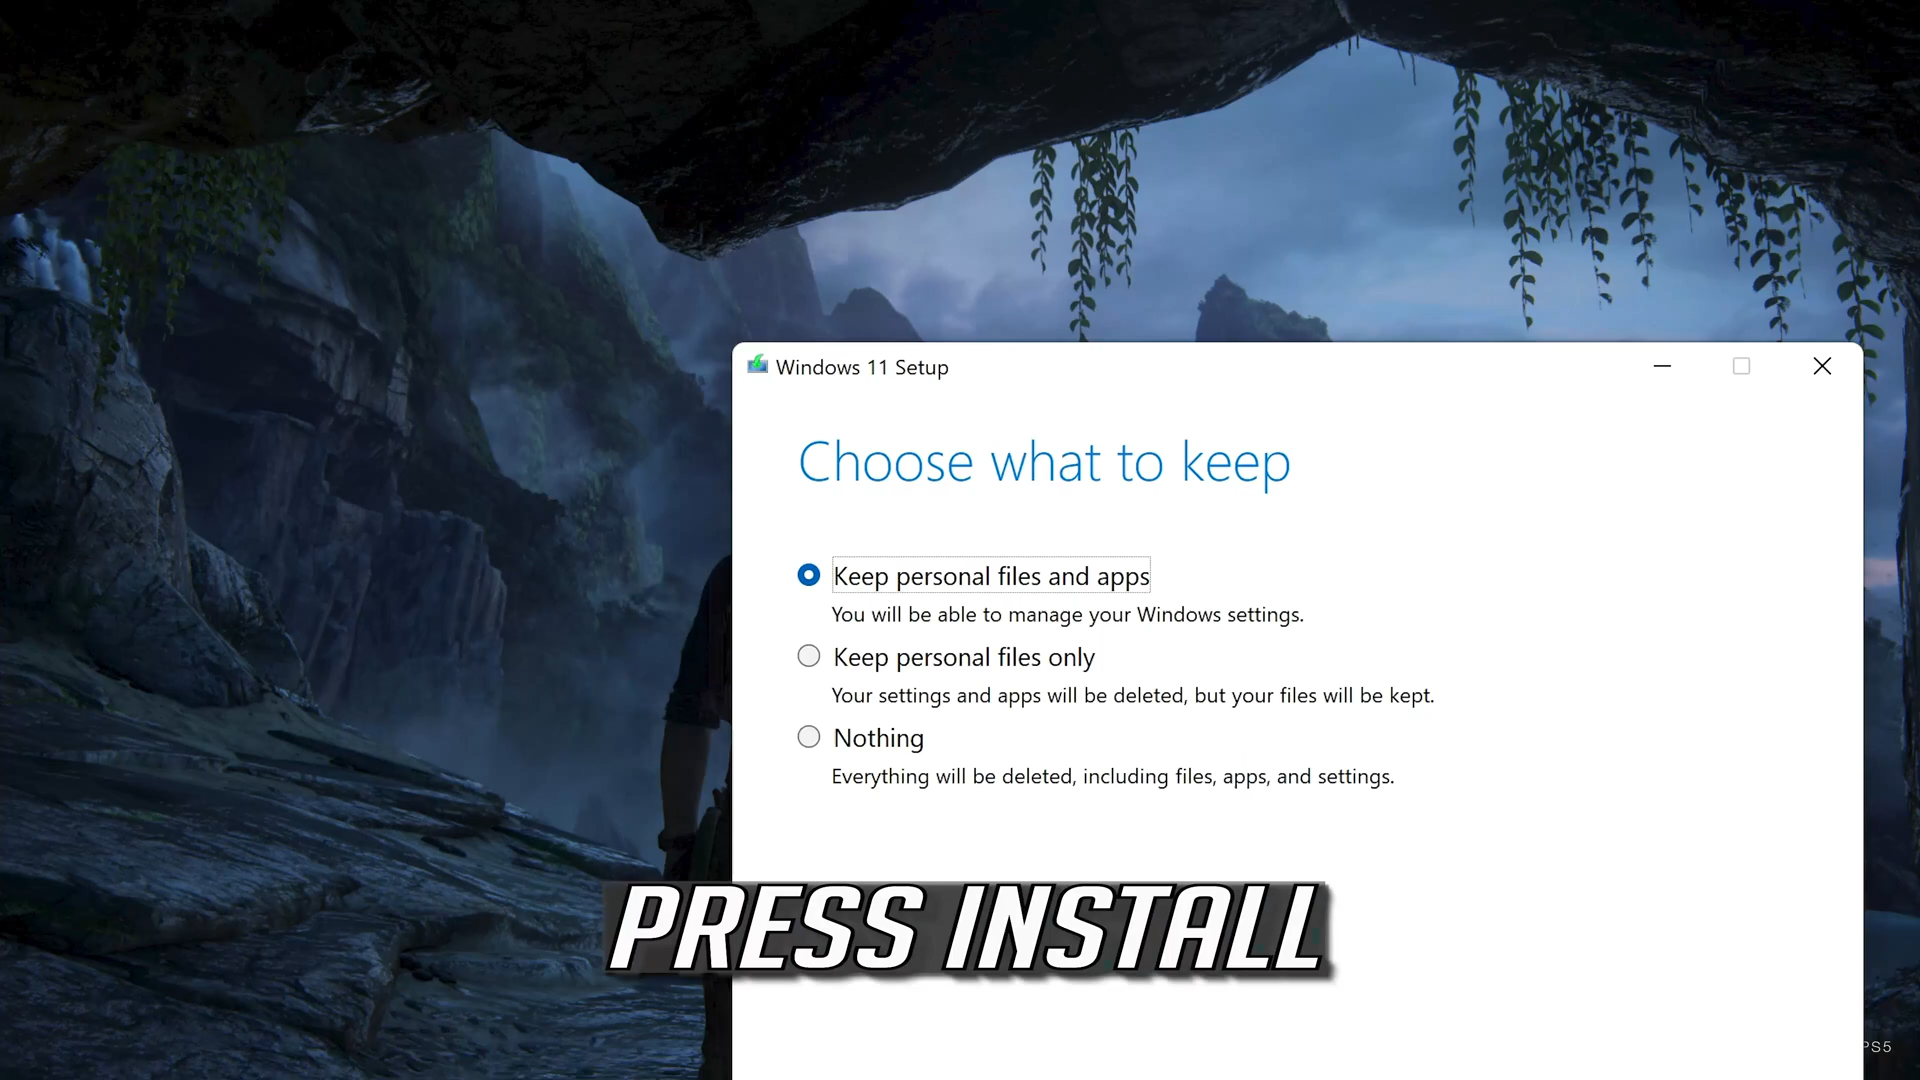 Windows 11 Setup
Choose what to keep
Keep personal files and apps
You will be able to manage your Windows settings.
Keep personal files only
Your settings and apps will be deleted, but your files will be kept.
Nothing
Everything will be deleted, including files, apps, and settings.
PRESS INSTALL
PS5